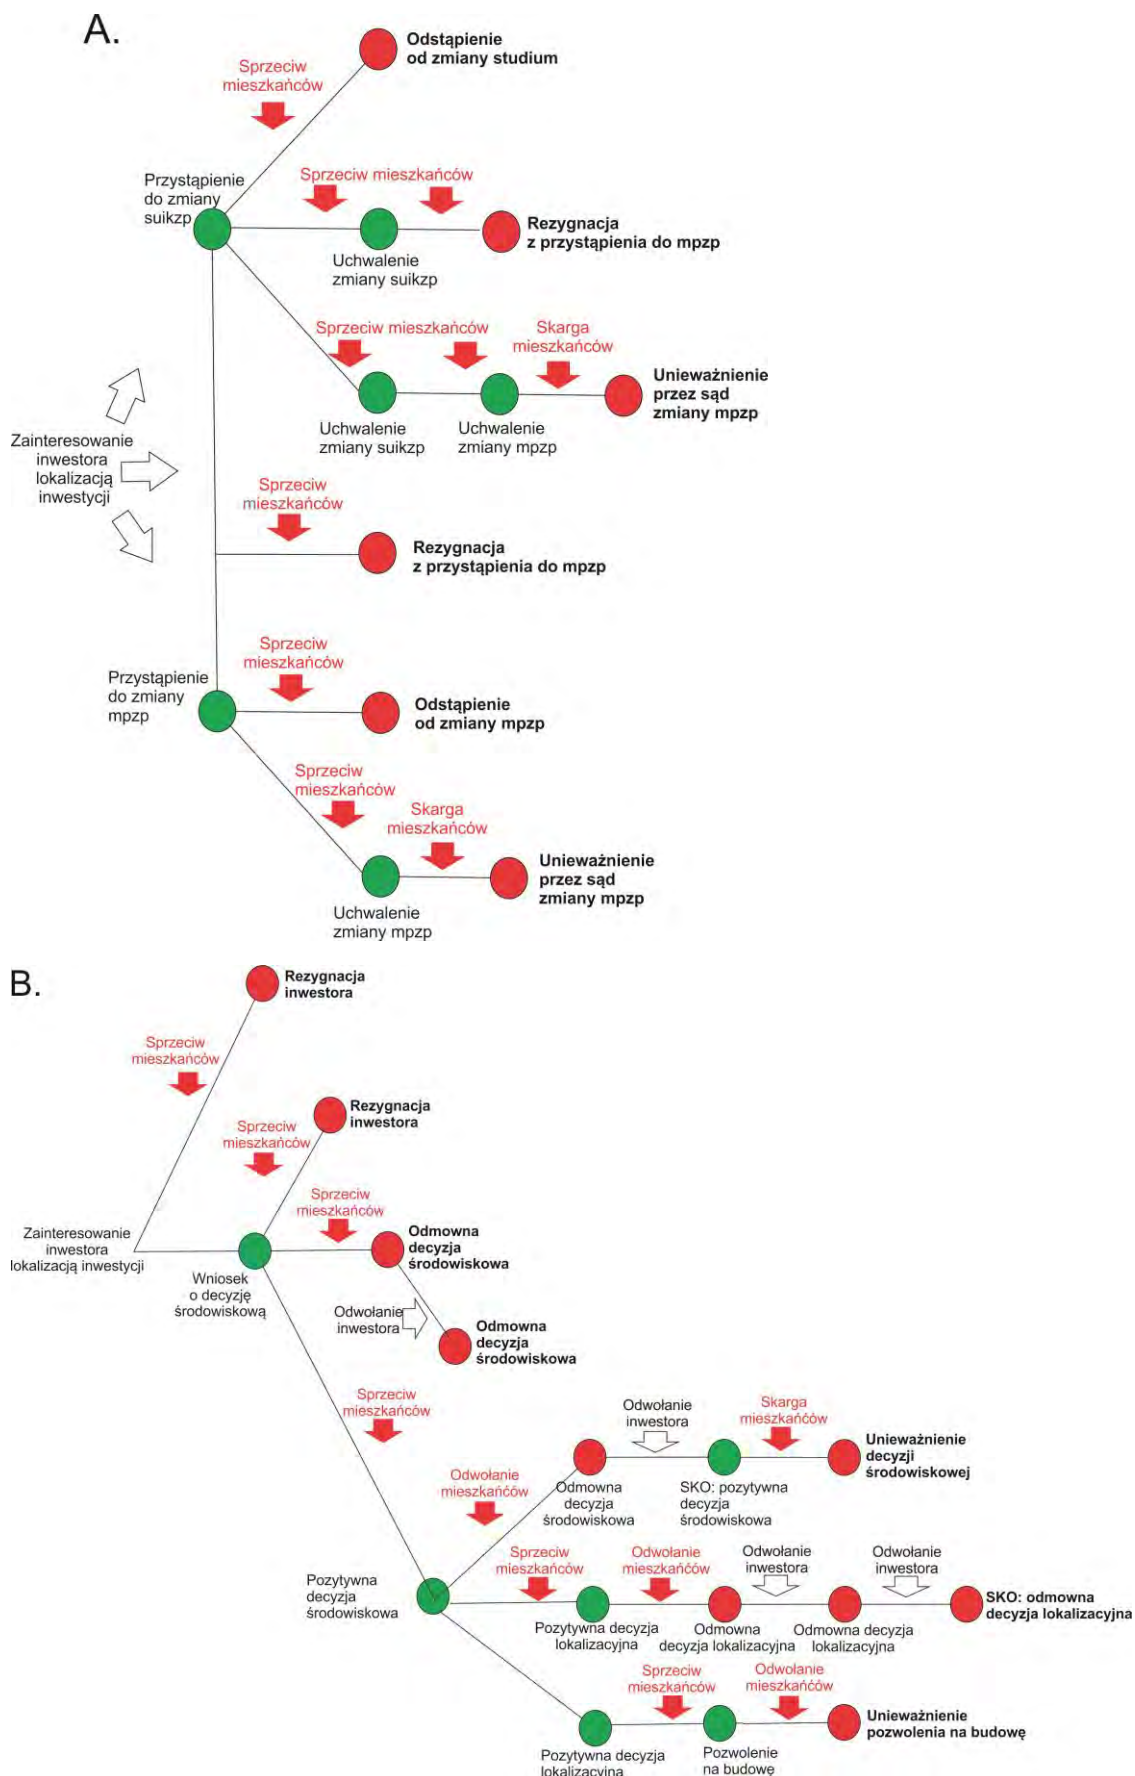 A.
Odstąpienie
od zmiany studium
Sprzeciw
mieszkańców
Przystąpienie
do zmiany
suikzp
Sprzeciw mieszkańców
Rezygnacja
z przystąpienia do mpzp
Uchwalenie
zmiany suikzp
Sprzeciw mieszkańców
Skarga
mieszkańców
Unieważnienie
przez sąd
zmiany mpzp
Uchwalenie
zmiany suikzp
Uchwalenie
zmiany mpzp
Zainteresowanie
inwestora
lokalizacją
inwestycji
Sprzeciw
mieszkańców
Rezygnacja
z przystąpienia do mpzp
Sprzeciw
mieszkańców
Przystąpienie
do zmiany
mpzp
Odstąpienie
od zmiany mpzp
Sprzeciw
mieszkańców
Skarga
mieszkańców
Unieważnienie
przez sąd
zmiany mpzp
Uchwalenie
zmiany mpzp
B.
Rezygnacja
inwestora
Sprzeciw
mieszkańców
Rezygnacja
inwestora
Sprzeciw
mieszkańców
Sprzeciw
mieszkańców
Zainteresowanie
inwestora
lokalizacją inwestycji
Odmowna
decyzja
środowiskowa
Wniosek
o decyzję
środowiskową
Odwołanie
inwestora
Odmowna
decyzja
środowiskowa
Sprzeciw
mieszkańców
Odwołanie
inwestora
Skarga
mieszkańćów
Unieważnienie
decyzji
środowiskowej
Odwołanie
mieszkańćów
Odmowna
decyzja
środowiskowa
SKO: pozytywna
decyzja
środowiskowa
Sprzeciw
mieszkańców
Odwołanie
mieszkańćów
Odwołanie
inwestora
Odwołanie
inwestora
Pozytywna
decyzja
środowiskowa
SKO: odmowna
decyzja lokalizacyjna
Pozytywna decyzja
lokalizacyjna
Odmowna
decyzja lokalizacyjna
Odmowna decyzja
lokalizacyjna
Sprzeciw
mieszkańców
Odwołanie
mieszkańćów
Unieważnienie
pozwolenia na budowę
Pozytywna decyzja
lokalizacyjna
Pozwolenie
na budowę